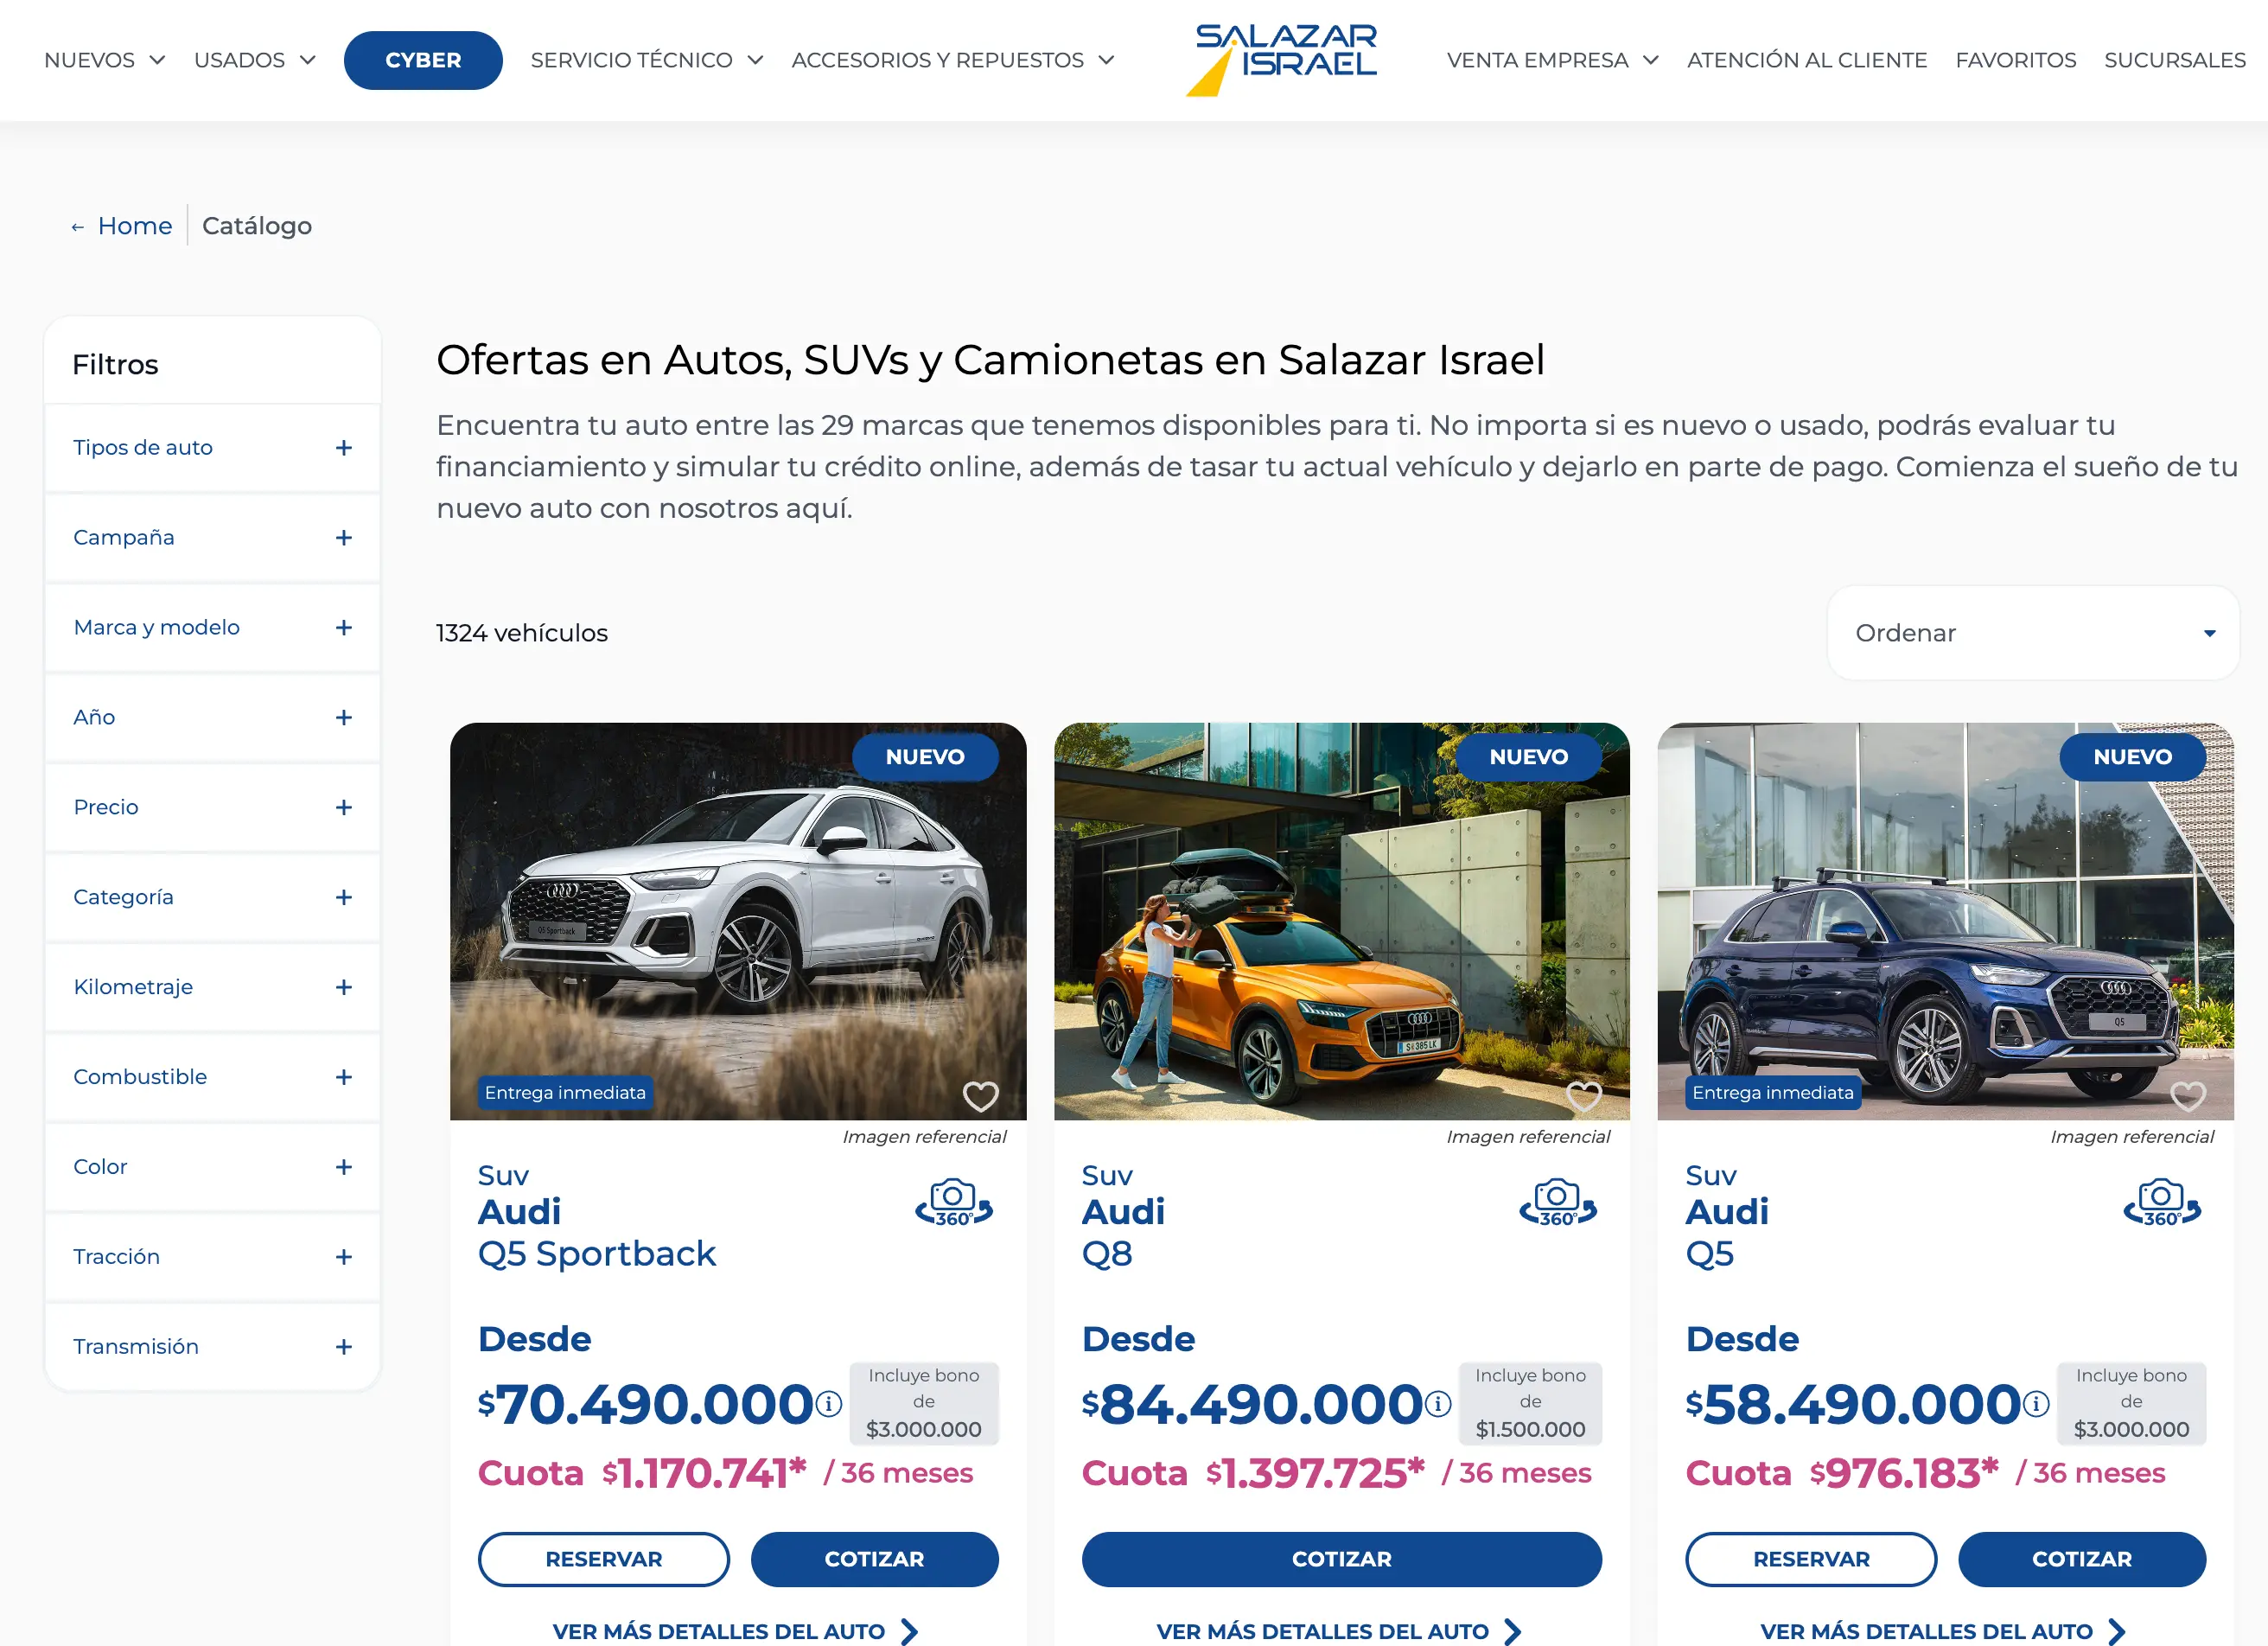 NUEVOS
USADOS
CYBER
SERVICIO TÉCNICO
ACCESORIOS Y REPUESTOS
SALAZAR
ISRAEL
VENTA EMPRESA
ATENCIÓN AL CLIENTE
FAVORITOS
SUCURSALES
← Home
Catálogo
Filtros
Tipos de auto +
Campaña +
Marca y modelo +
Año +
Precio +
Categoría +
Kilometraje +
Combustible +
Color +
Tracción +
Transmisión +
Ofertas en Autos, SUVs y Camionetas en Salazar Israel
Encuentra tu auto entre las 29 marcas que tenemos disponibles para ti. No importa si es nuevo o usado, podrás evaluar tu
financiamiento y simular tu crédito online, además de tasar tu actual vehículo y dejarlo en parte de pago. Comienza el sueño de tu
nuevo auto con nosotros aquí.
1324 vehículos
Ordenar
NUEVO
Q5 Sportback
Entrega inmediata
Imagen referencial
Suv
Audi
Q5 Sportback
360°
Desde
$70.490.000
Incluye bono
de
$3.000.000
Cuota $1.170.741* / 36 meses
RESERVAR
COTIZAR
VER MÁS DETALLES DEL AUTO
NUEVO
Imagen referencial
Suv
Audi
Q8
360°
Desde
$84.490.000
Incluye bono
de
$1.500.000
Cuota $1.397.725* / 36 meses
COTIZAR
VER MÁS DETALLES DEL AUTO
NUEVO
Q5
Entrega inmediata
Imagen referencial
Suv
Audi
Q5
360°
Desde
$58.490.000
Incluye bono
de
$3.000.000
Cuota $976.183* / 36 meses
RESERVAR
COTIZAR
VER MÁS DETALLES DEL AUTO